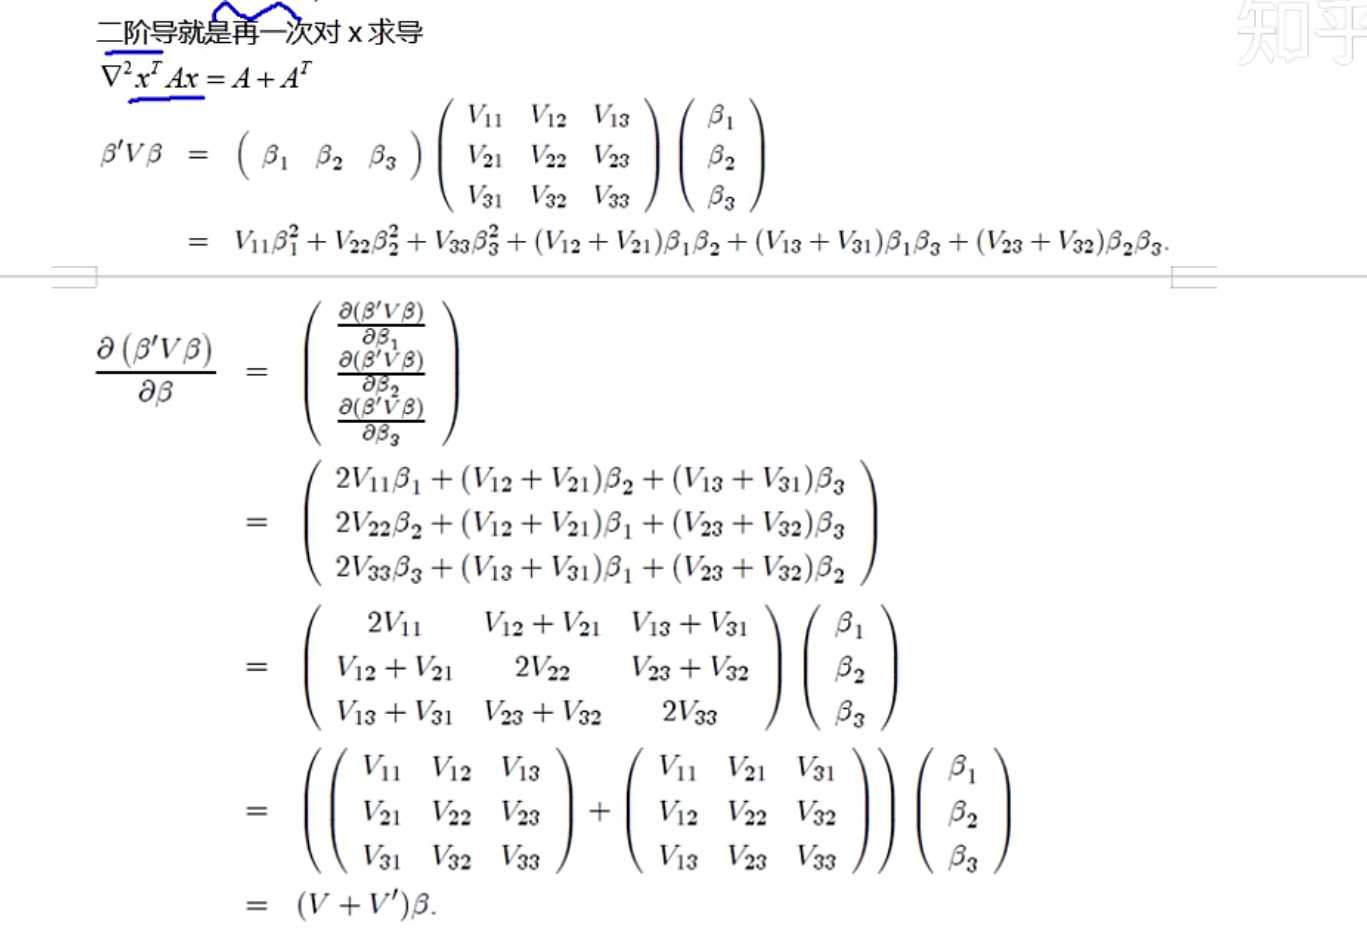 知乎
二阶导就是再一次对 x 求导
∇²xᵀAx = A + Aᵀ
β′Vβ = ( β₁ β₂ β₃ ) ( V₁₁ V₁₂ V₁₃ ; V₂₁ V₂₂ V₂₃ ; V₃₁ V₃₂ V₃₃ ) ( β₁ ; β₂ ; β₃ )
= V₁₁β₁² + V₂₂β₂² + V₃₃β₃² + (V₁₂ + V₂₁)β₁β₂ + (V₁₃ + V₃₁)β₁β₃ + (V₂₃ + V₃₂)β₂β₃.
∂(β′Vβ)/∂β = ( ∂(β′Vβ)/∂β₁ ; ∂(β′Vβ)/∂β₂ ; ∂(β′Vβ)/∂β₃ )
= ( 2V₁₁β₁ + (V₁₂ + V₂₁)β₂ + (V₁₃ + V₃₁)β₃ ; 2V₂₂β₂ + (V₁₂ + V₂₁)β₁ + (V₂₃ + V₃₂)β₃ ; 2V₃₃β₃ + (V₁₃ + V₃₁)β₁ + (V₂₃ + V₃₂)β₂ )
= ( 2V₁₁ V₁₂ + V₂₁ V₁₃ + V₃₁ ; V₁₂ + V₂₁ 2V₂₂ V₂₃ + V₃₂ ; V₁₃ + V₃₁ V₂₃ + V₃₂ 2V₃₃ ) ( β₁ ; β₂ ; β₃ )
= ( ( V₁₁ V₁₂ V₁₃ ; V₂₁ V₂₂ V₂₃ ; V₃₁ V₃₂ V₃₃ ) + ( V₁₁ V₂₁ V₃₁ ; V₁₂ V₂₂ V₃₂ ; V₁₃ V₂₃ V₃₃ ) ) ( β₁ ; β₂ ; β₃ )
= (V + V′)β.